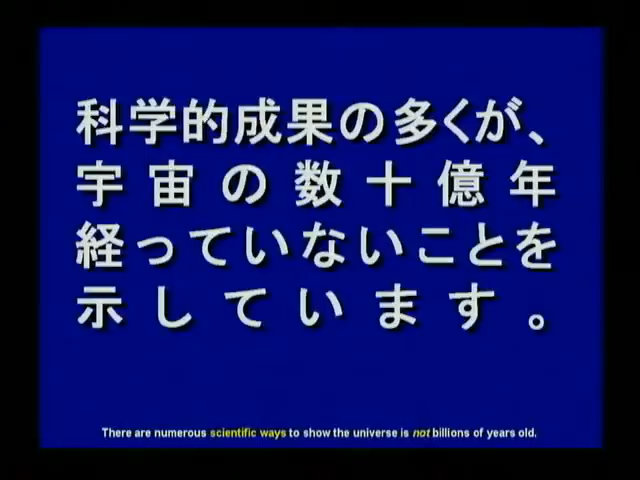 科学的成果の多くが、
宇宙の数十億年
経っていないことを
示しています。
There are numerous scientific ways to show the universe is not billions of years old.